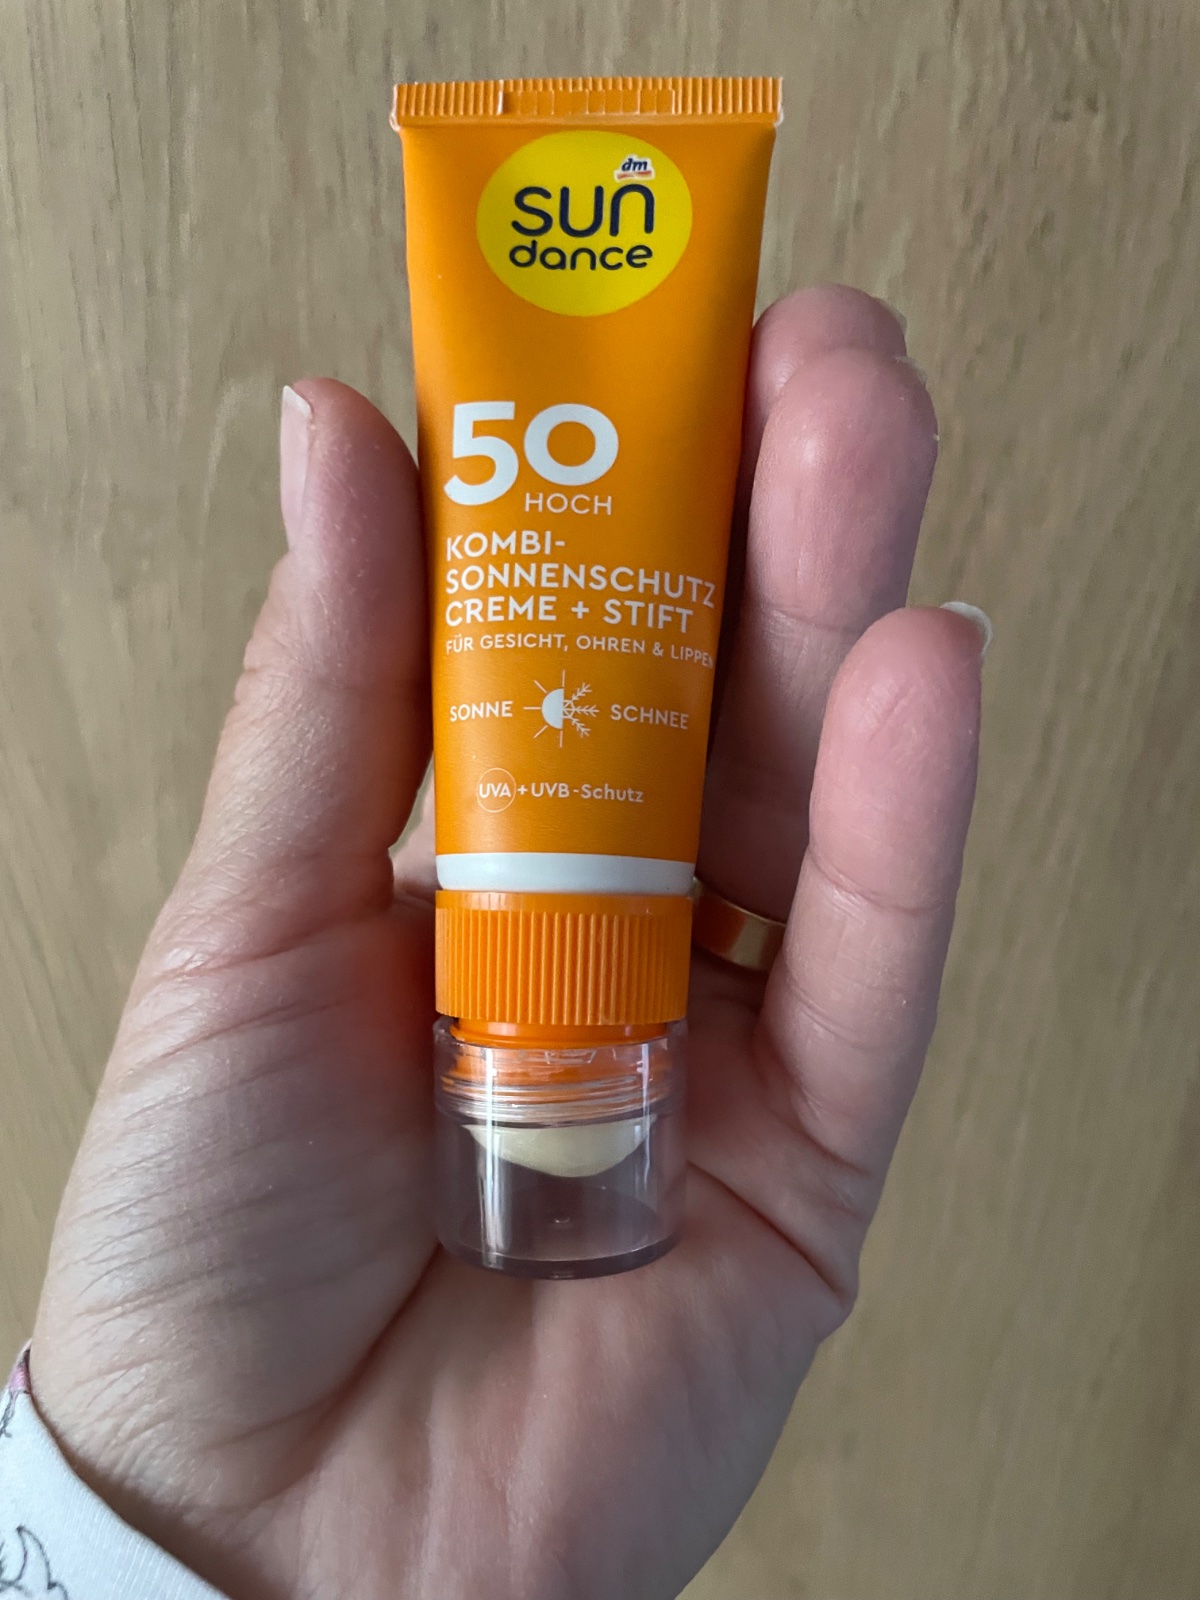 dm
sun
dance
50
HOCH
KOMBI-
SONNENSCHUTZ
CREME + STIFT
FÜR GESICHT, OHREN & LIPPEN
SONNE SCHNEE
UVA + UVB-Schutz